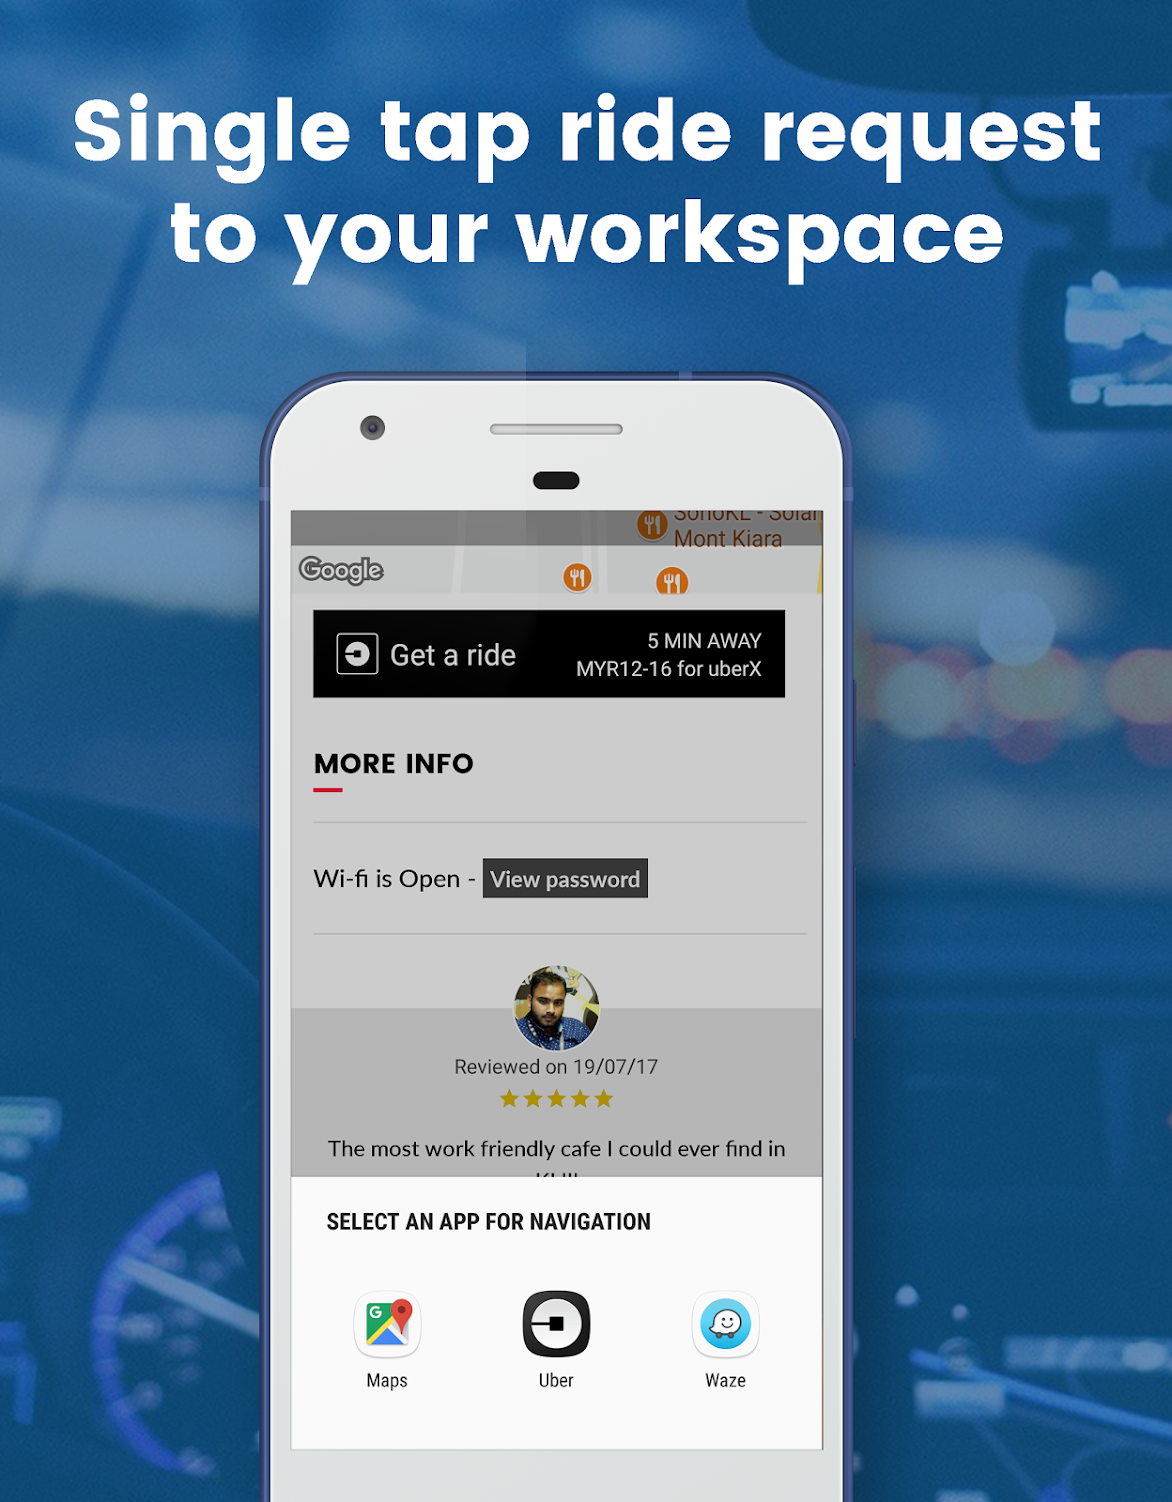 Single tap ride request
to your workspace
Mont Kiara
Google
Get a ride
5 MIN AWAY
MYR12-16 for uberX
MORE INFO
Wi-fi is Open - View password
Reviewed on 19/07/17
The most work friendly cafe I could ever find in
SELECT AN APP FOR NAVIGATION
G
Maps
Uber
Waze